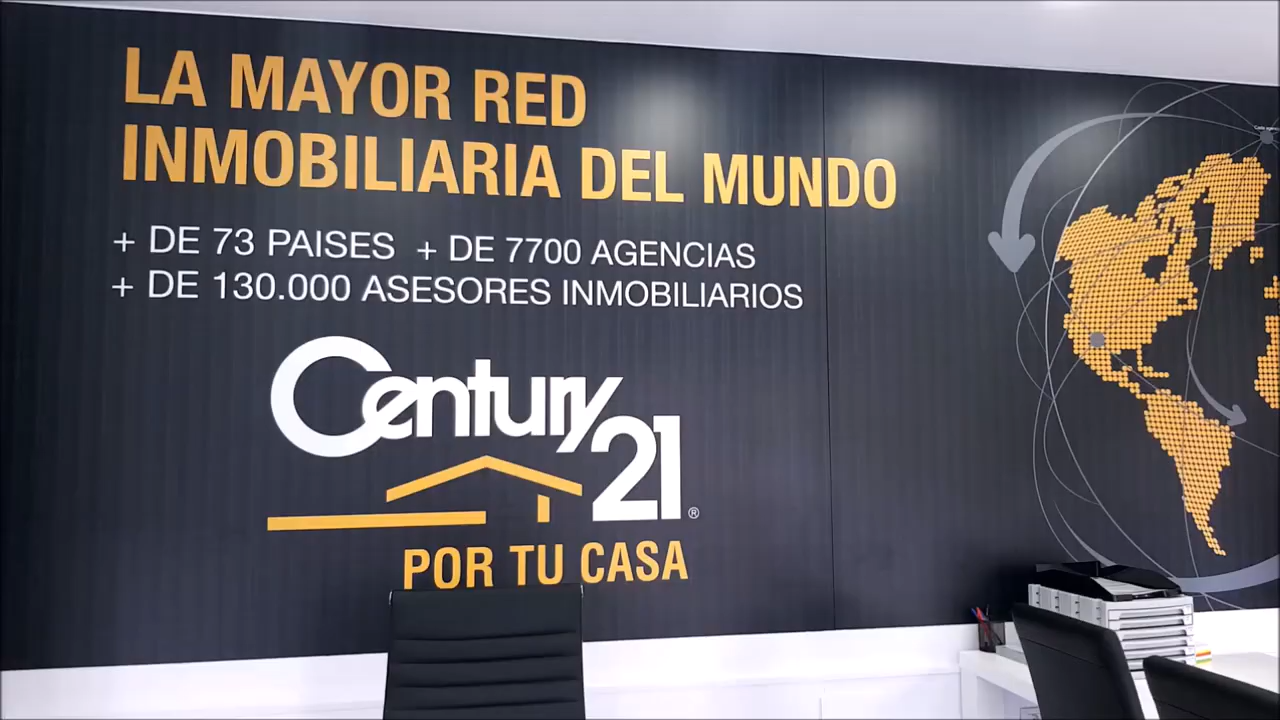 LA MAYOR RED
INMOBILIARIA DEL MUNDO
+ DE 73 PAISES + DE 7700 AGENCIAS
+ DE 130.000 ASESORES INMOBILIARIOS
Century
21®
POR TU CASA